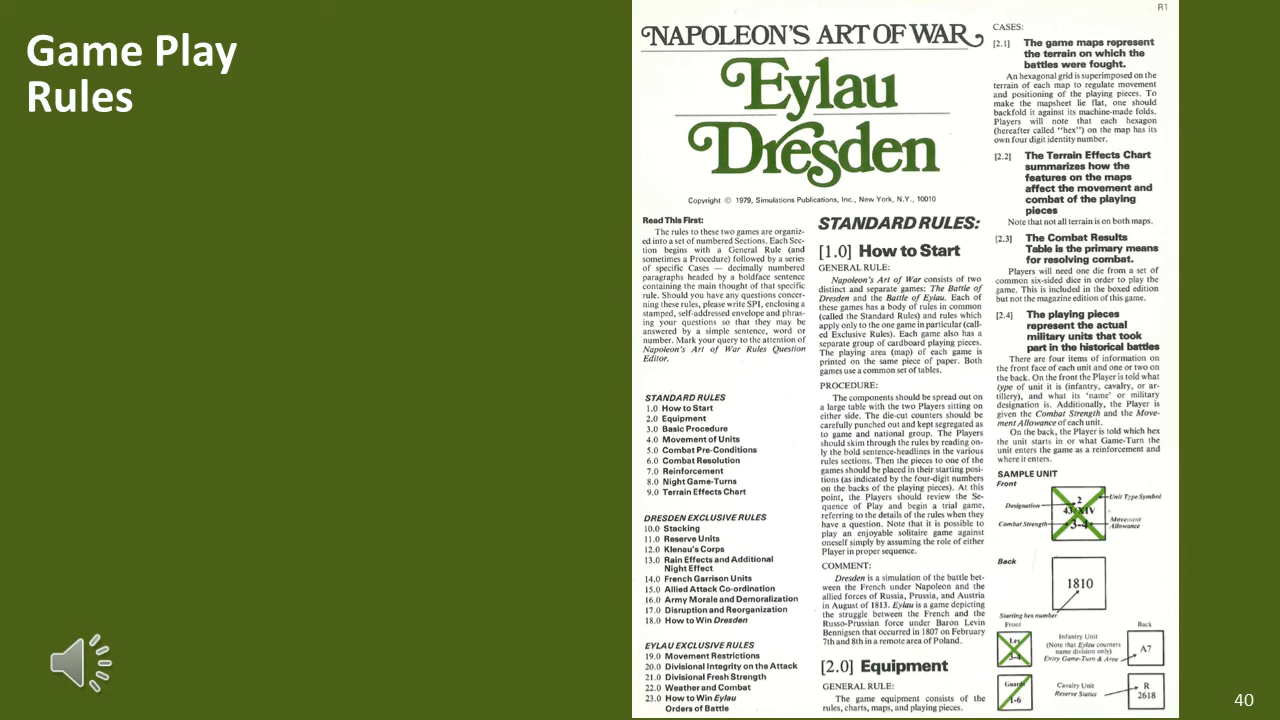 Game Play
Rules
R1
NAPOLEON'S ART OF WAR
Eylau
Dresden
Copyright © 1979, Simulations Publications, Inc., New York, N.Y., 10010
Read This First:
The rules to these two games are organiz-
ed into a set of numbered Sections. Each Sec-
tion begins with a General Rule (and
sometimes a Procedure) followed by a series
of specific Cases — decimally numbered
paragraphs headed by a boldface sentence
containing the main thought of that specific
rule. Should you have any questions concer-
ning these rules, please write SPI, enclosing a
stamped, self-addressed envelope and phras-
ing your questions so that they may be
answered by a simple sentence, word or
number. Mark your query to the attention of
Napoleon's Art of War Rules Question
Editor.
STANDARD RULES
1.0 How to Start
2.0 Equipment
3.0 Basic Procedure
4.0 Movement of Units
5.0 Combat Pre-Conditions
6.0 Combat Resolution
7.0 Reinforcement
8.0 Night Game-Turns
9.0 Terrain Effects Chart
DRESDEN EXCLUSIVE RULES
10.0 Stacking
11.0 Reserve Units
12.0 Klenau's Corps
13.0 Rain Effects and Additional
Night Effect
14.0 French Garrison Units
15.0 Allied Attack Co-ordination
16.0 Army Morale and Demoralization
17.0 Disruption and Reorganization
18.0 How to Win Dresden
EYLAU EXCLUSIVE RULES
19.0 Movement Restrictions
20.0 Divisional Integrity on the Attack
21.0 Divisional Fresh Strength
22.0 Weather and Combat
23.0 How to Win Eylau
Orders of Battle
STANDARD RULES:
[1.0] How to Start
GENERAL RULE:
Napoleon's Art of War consists of two
distinct and separate games: The Battle of
Dresden and the Battle of Eylau. Each of
these games has a body of rules in common
(called the Standard Rules) and rules which
apply only to the one game in particular (call-
ed Exclusive Rules). Each game also has a
separate group of cardboard playing pieces.
The playing area (map) of each game is
printed on the same piece of paper. Both
games use a common set of tables.
PROCEDURE:
The components should be spread out on
a large table with the two Players sitting on
either side. The die-cut counters should be
carefully punched out and kept segregated as
to game and national group. The Players
should skim through the rules by reading on-
ly the bold sentence-headlines in the various
rules sections. Then the pieces to one of the
games should be placed in their starting posi-
tions (as indicated by the four-digit numbers
on the backs of the playing pieces). At this
point, the Players should review the Se-
quence of Play and begin a trial game,
referring to the details of the rules when they
have a question. Note that it is possible to
play an enjoyable solitaire game against
oneself simply by assuming the role of either
Player in proper sequence.
COMMENT:
Dresden is a simulation of the battle bet-
ween the French under Napoleon and the
allied forces of Russia, Prussia, and Austria
in August of 1813. Eylau is a game depicting
the struggle between the French and the
Russo-Prussian force under Baron Levin
Bennigsen that occurred in 1807 on February
7th and 8th in a remote area of Poland.
[2.0] Equipment
GENERAL RULE:
The game equipment consists of the
rules, charts, maps, and playing pieces.
CASES:
[2.1] The game maps represent
the terrain on which the
battles were fought.
An hexagonal grid is superimposed on the
terrain of each map to regulate movement
and positioning of the playing pieces. To
make the mapsheet lie flat, one should
backfold it against its machine-made folds.
Players will note that each hexagon
(hereafter called "hex") on the map has its
own four digit identity number.
[2.2] The Terrain Effects Chart
summarizes how the
features on the maps
affect the movement and
combat of the playing
pieces
Note that not all terrain is on both maps.
[2.3] The Combat Results
Table is the primary means
for resolving combat.
Players will need one die from a set of
common six-sided dice in order to play the
game. This is included in the boxed edition
but not the magazine edition of this game.
[2.4] The playing pieces
represent the actual
military units that took
part in the historical battles
There are four items of information on
the front face of each unit and one or two on
the back. On the front the Player is told what
type of unit it is (infantry, cavalry, or ar-
tillery), and what its 'name' or military
designation is. Additionally, the Player is
given the Combat Strength and the Move-
ment Allowance of each unit.
On the back, the Player is told which hex
the unit starts in or what Game-Turn the
unit enters the game as a reinforcement and
where it enters.
SAMPLE UNIT
Front
Designation
Combat Strength
2
43/XIV
3-4
Unit Type Symbol
Movement
Allowance
Back
1810
Starting hex number
Front
Back
3-4
Infantry Unit
(Note that Eylau counters
name division only)
Entry Game-Turn & Area
A7
Guard
1-6
Cavalry Unit
Reserve Status
R
2618
40